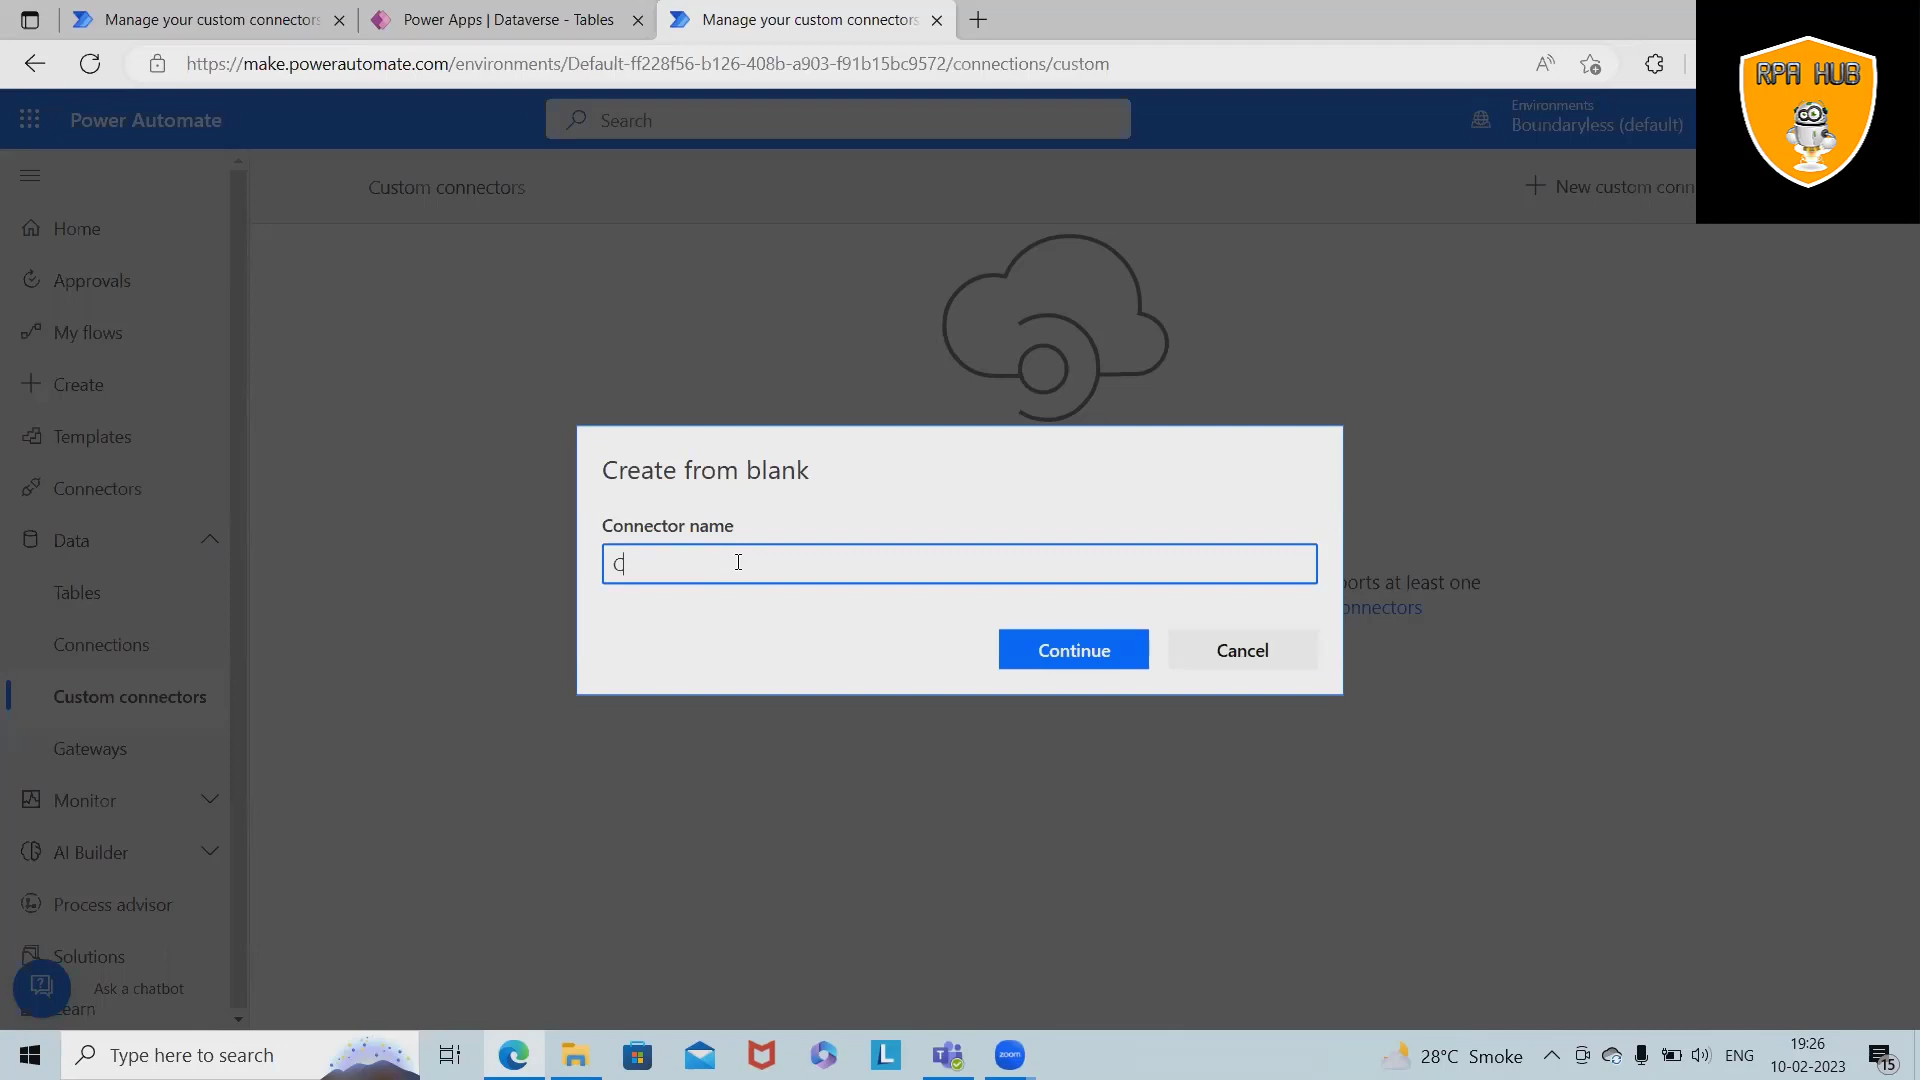 Manage your custom connectors
Power Apps | Dataverse - Tables
Manage your custom connectors
https://make.powerautomate.com/environments/Default-ff228f56-b126-408b-a903-f91b15bc9572/connections/custom
RPA HUB
Power Automate
Search
Environments
Boundaryless (default)
Custom connectors
New custom conn
Home
Approvals
My flows
Create
Templates
Connectors
Data
Tables
Connections
Custom connectors
Gateways
Monitor
AI Builder
Process advisor
Solutions
Ask a chatbot
Learn
Create from blank
Connector name
C
Continue
Cancel
ports at least one
onnectors
Type here to search
L
T
zoom
28°C Smoke
ENG
19:26
10-02-2023
15